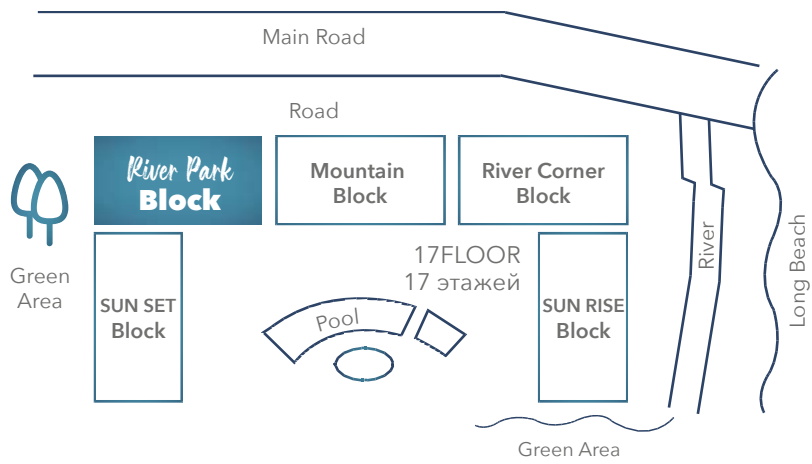 Main Road
Road
River Park
Block
Mountain
Block
River Corner
Block
Green
Area
SUN SET
Block
17FLOOR
17 этажей
Pool
SUN RISE
Block
River
Long Beach
Green Area